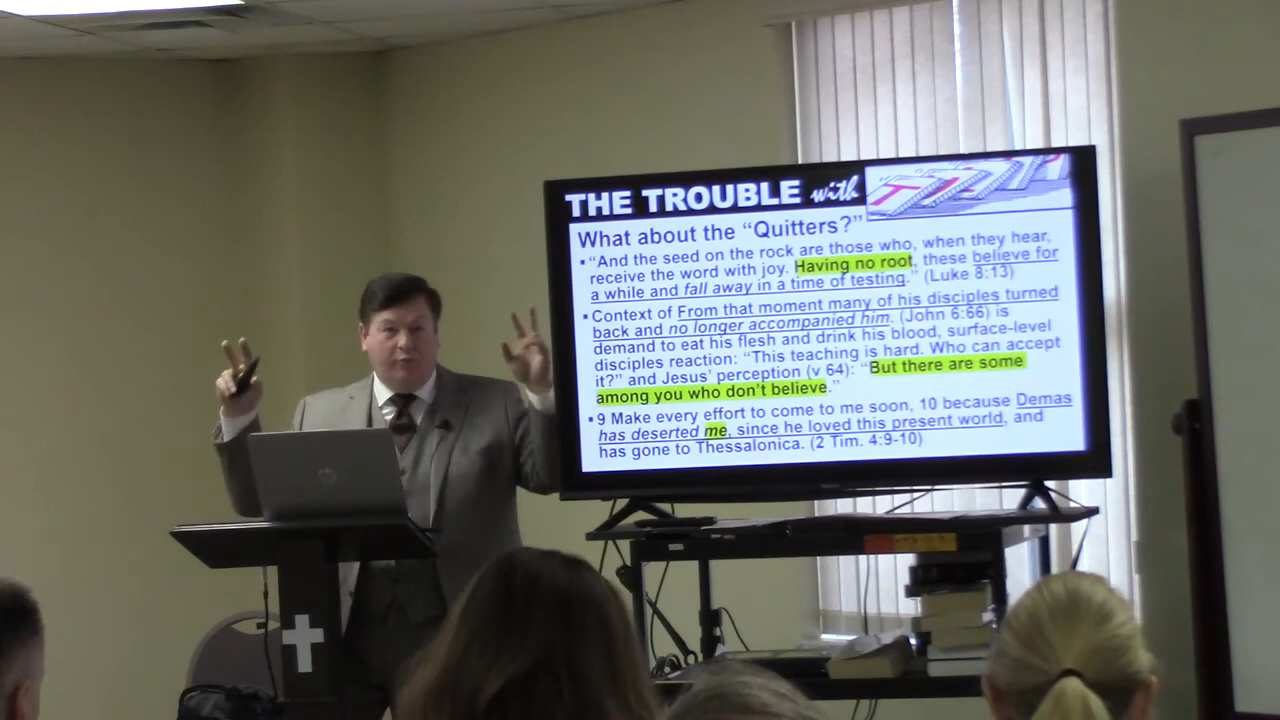 THE TROUBLE with
What about the “Quitters?”
▪“And the seed on the rock are those who, when they hear,
receive the word with joy. Having no root, these believe for
a while and fall away in a time of testing.” (Luke 8:13)
▪Context of From that moment many of his disciples turned
back and no longer accompanied him. (John 6:66) is
demand to eat his flesh and drink his blood, surface-level
disciples reaction: “This teaching is hard. Who can accept
it?” and Jesus’ perception (v 64): “But there are some
among you who don’t believe.”
▪9 Make every effort to come to me soon, 10 because Demas
has deserted me, since he loved this present world, and
has gone to Thessalonica. (2 Tim. 4:9-10)